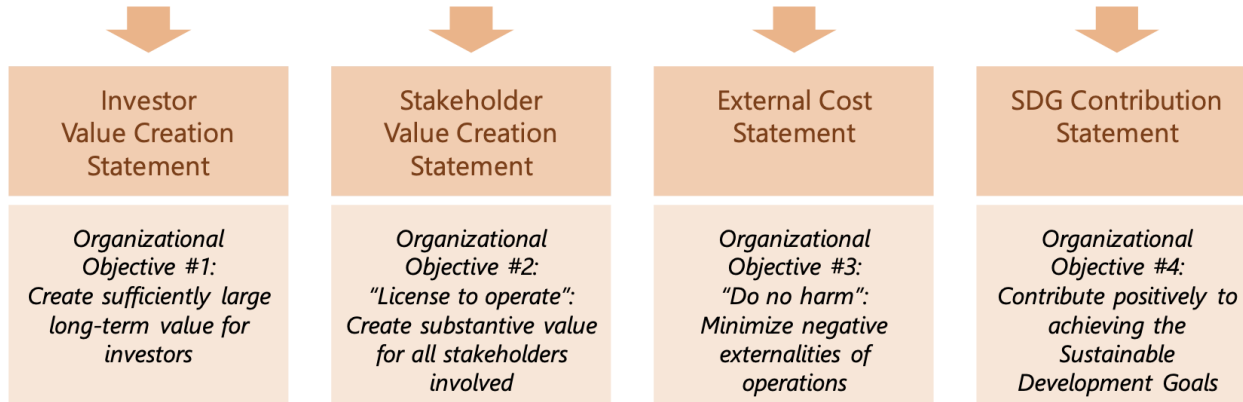 Investor
Value Creation
Statement
Organizational
Objective #1:
Create sufficiently large
long-term value for
investors
Stakeholder
Value Creation
Statement
Organizational
Objective #2:
“License to operate”:
Create substantive value
for all stakeholders
involved
External Cost
Statement
Organizational
Objective #3:
“Do no harm”:
Minimize negative
externalities of
operations
SDG Contribution
Statement
Organizational
Objective #4:
Contribute positively to
achieving the
Sustainable
Development Goals